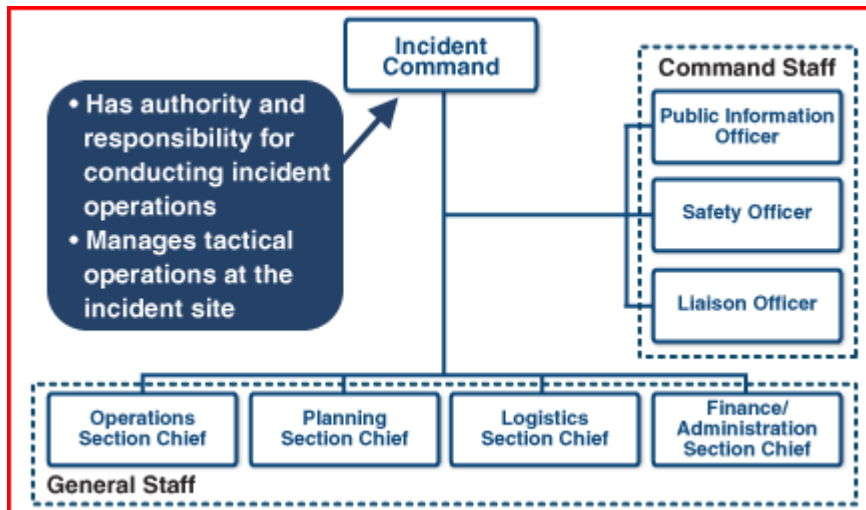 Incident
Command
• Has authority and
responsibility for
conducting incident
operations
• Manages tactical
operations at the
incident site
Command Staff
Public Information
Officer
Safety Officer
Liaison Officer
Operations
Section Chief
Planning
Section Chief
Logistics
Section Chief
Finance/
Administration
Section Chief
General Staff